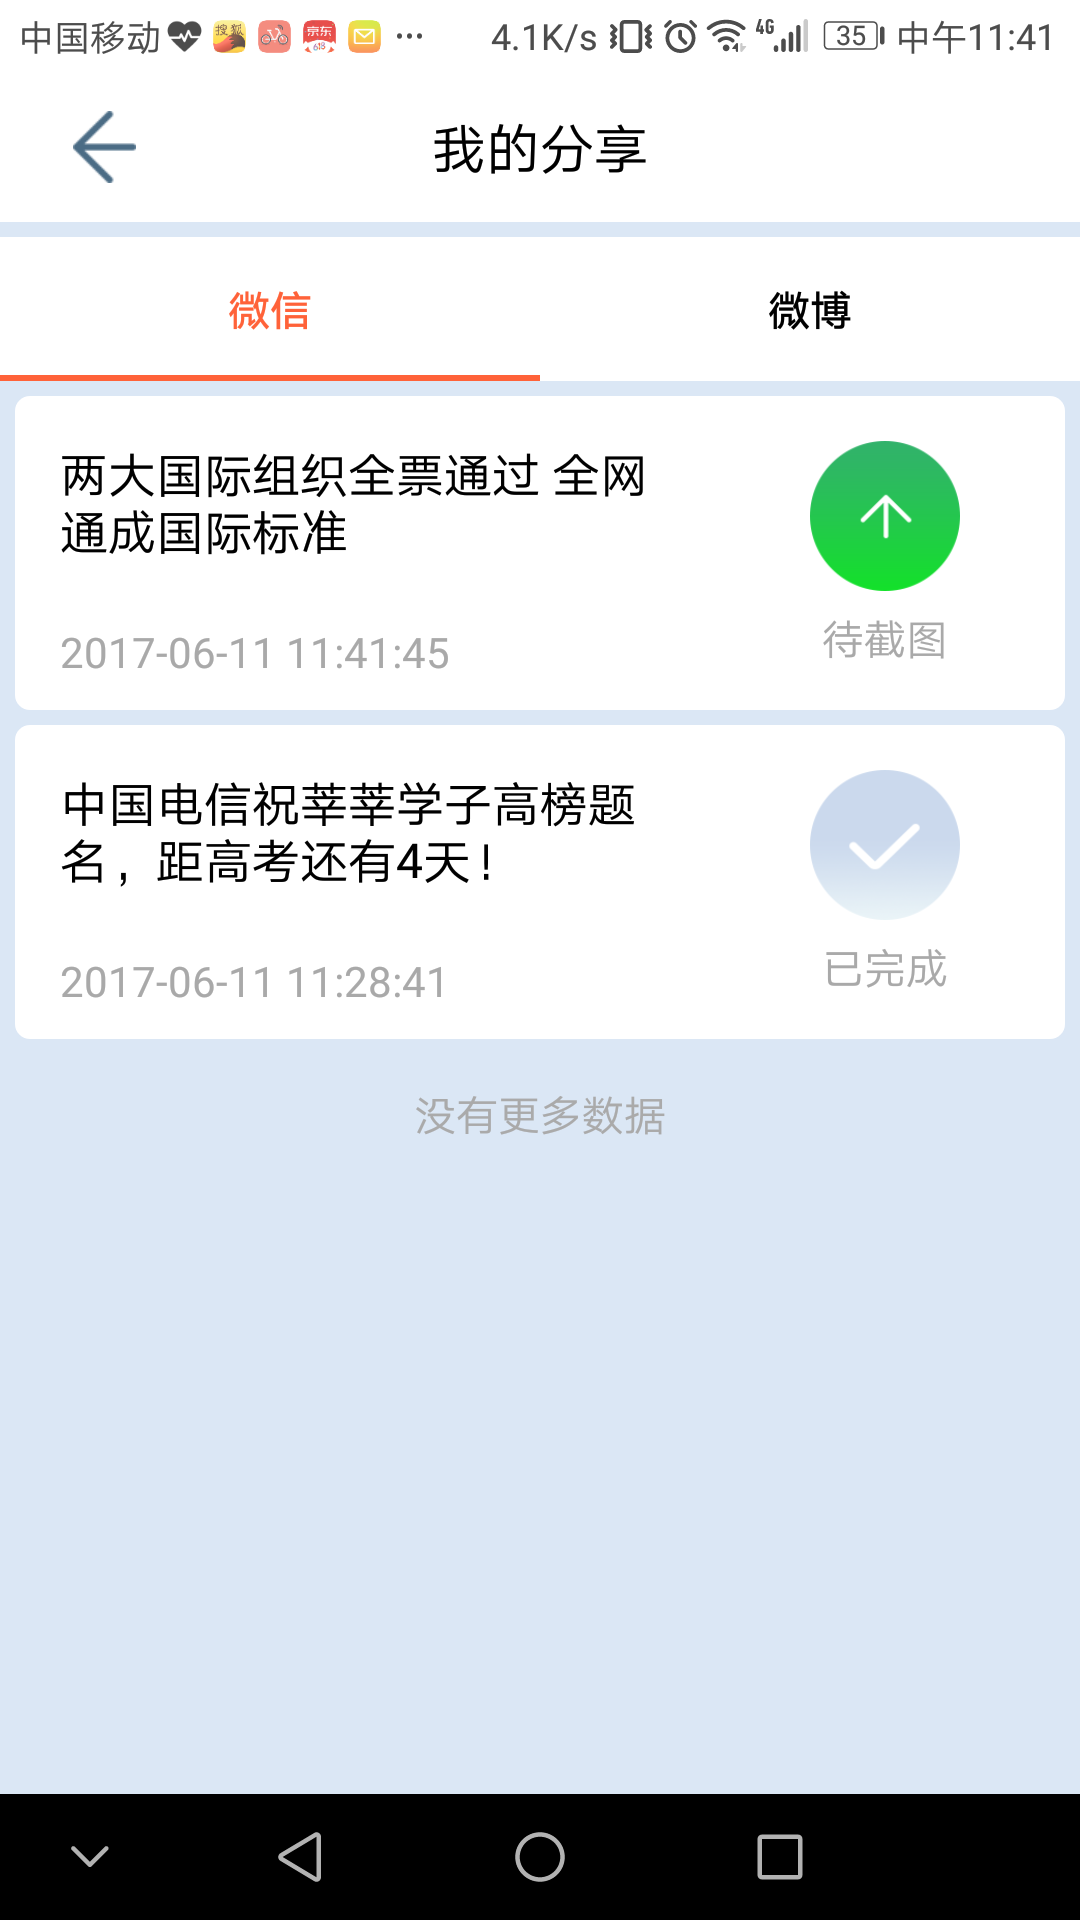 中国移动 搜狐 京东 618 ... 4.1K/s 4G 35 中午11:41
我的分享
微信 微博
两大国际组织全票通过 全网
通成国际标准
2017-06-11 11:41:45
待截图
中国电信祝莘莘学子高榜题
名，距高考还有4天！
2017-06-11 11:28:41
已完成
没有更多数据